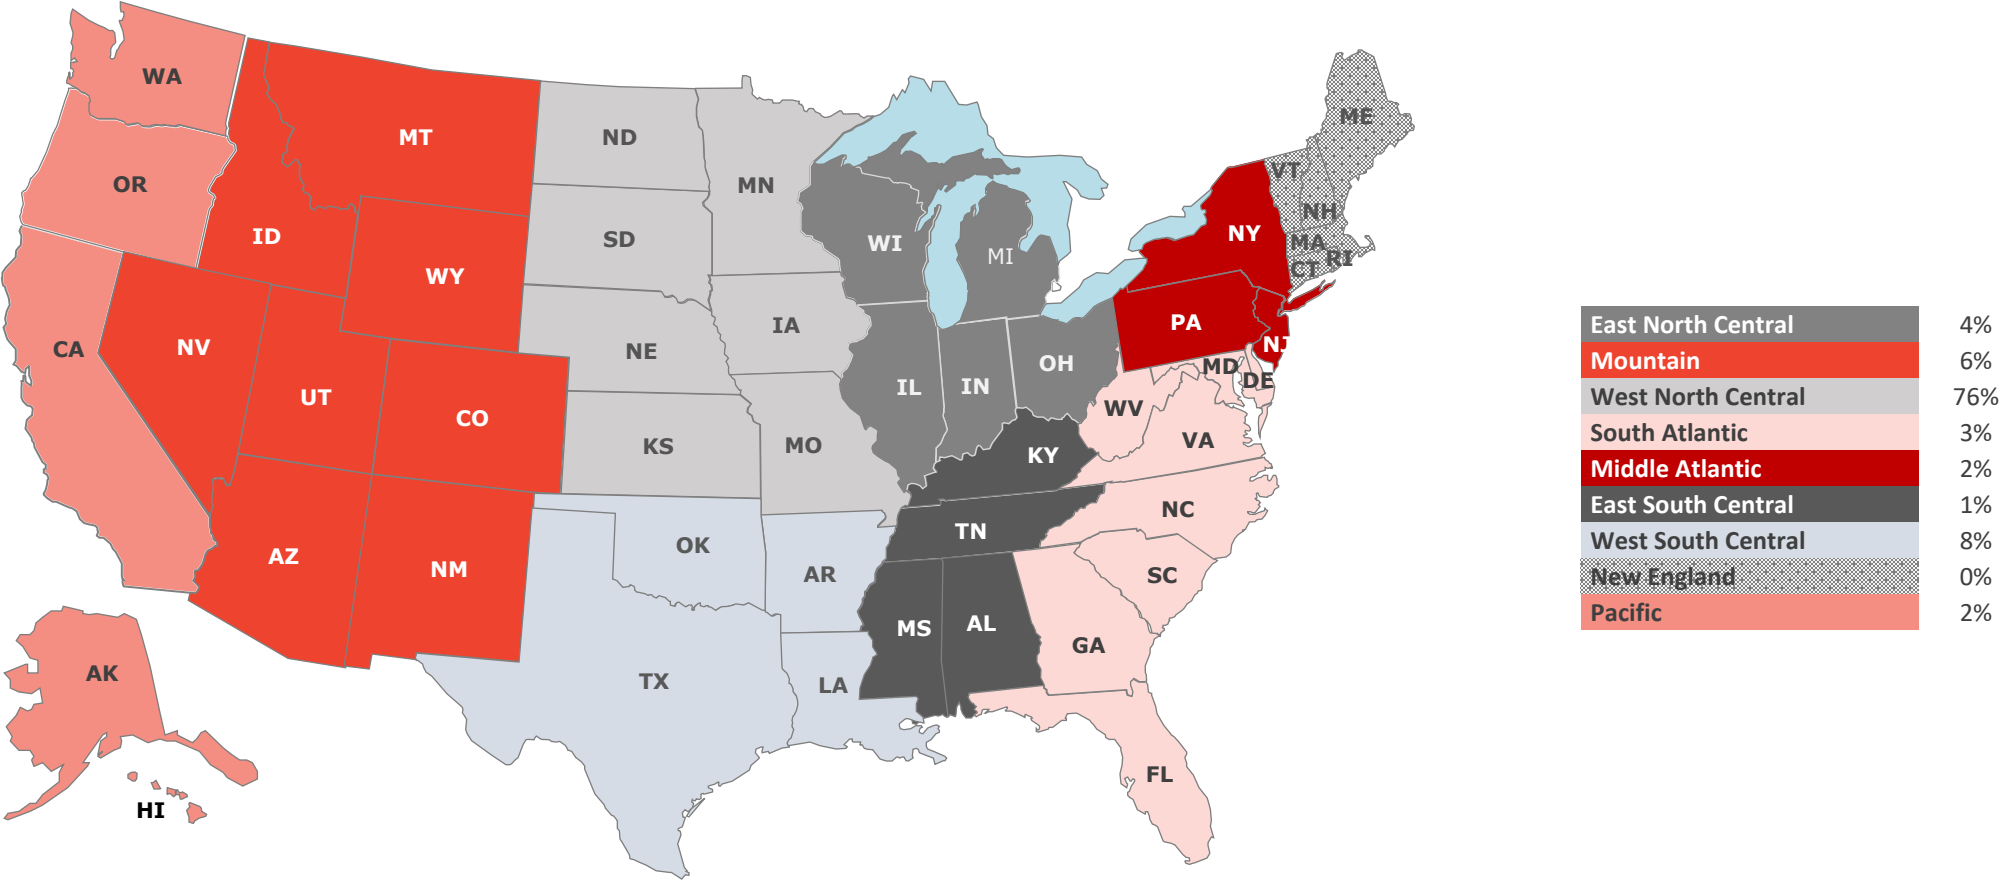 WA
OR
CA
MT
ID
WY
NV
UT
CO
AZ
NM
ND
SD
NE
KS
MN
IA
MO
OK
AR
TX
LA
WI
MI
IL
IN
OH
KY
TN
MS
AL
NY
PA
NJ
ME
VT
NH
MA
CT
RI
MD
DE
WV
VA
NC
SC
GA
FL
AK
HI
East North Central 4%
Mountain 6%
West North Central 76%
South Atlantic 3%
Middle Atlantic 2%
East South Central 1%
West South Central 8%
New England 0%
Pacific 2%